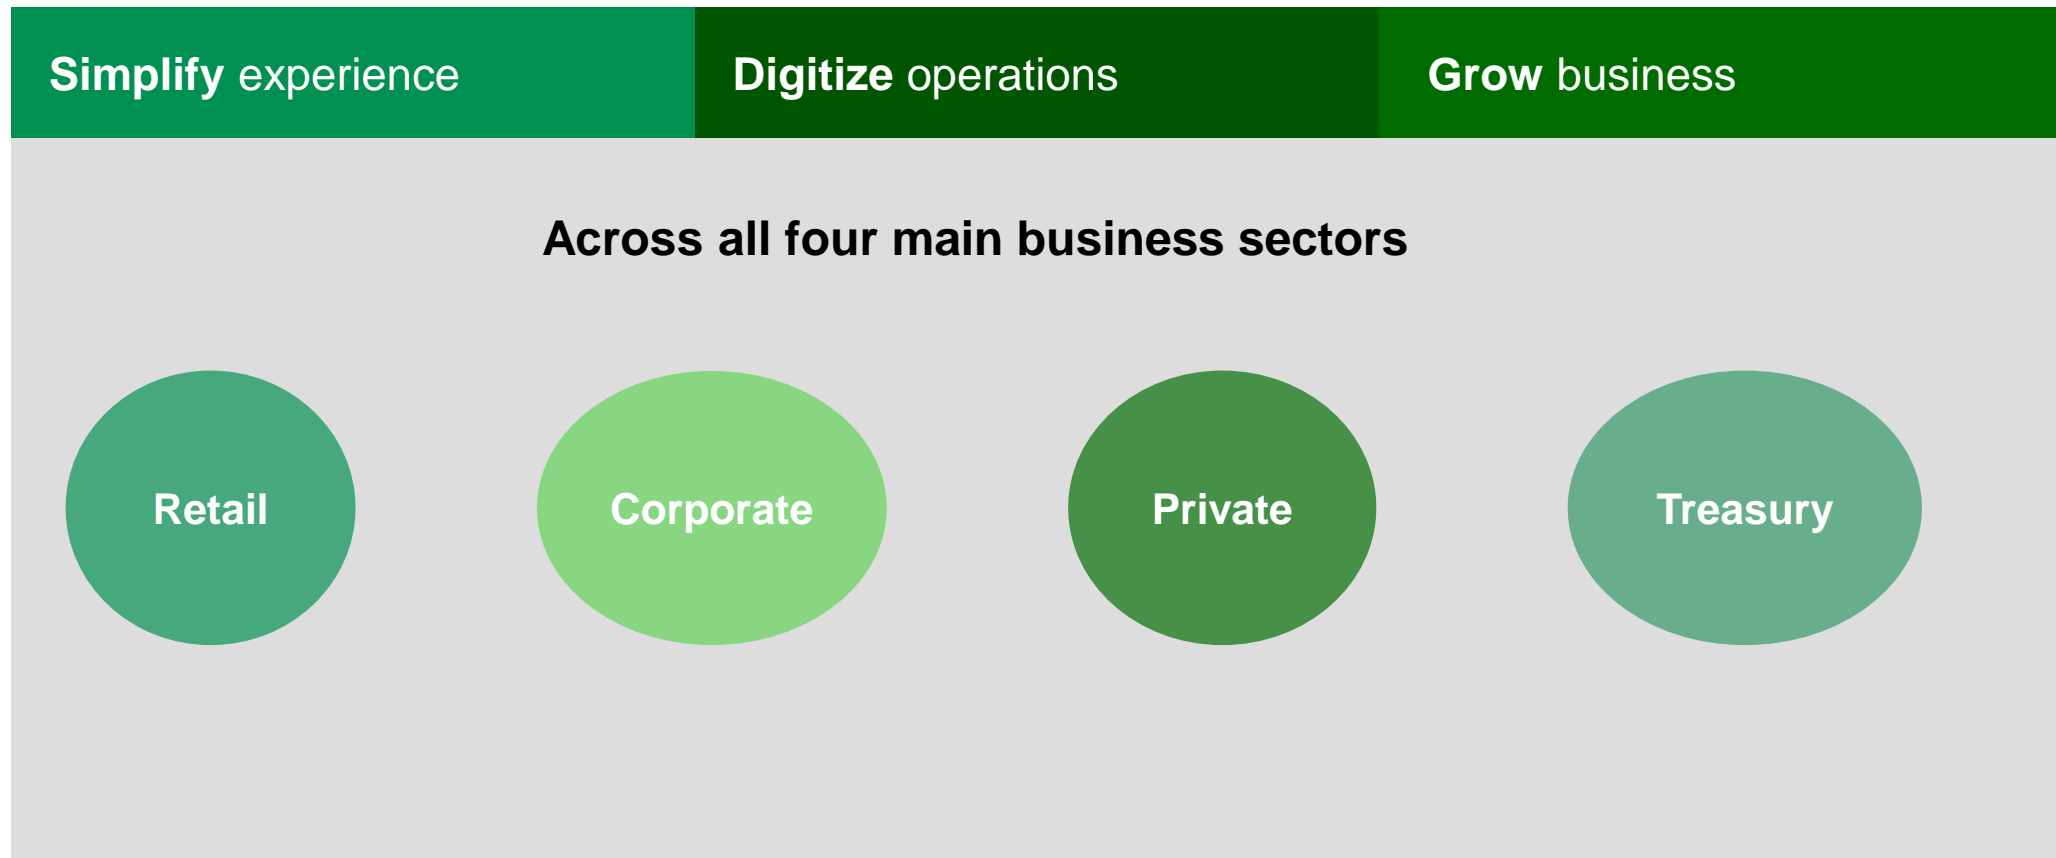 Simplify experience
Digitize operations
Grow business
Across all four main business sectors
Retail
Corporate
Private
Treasury